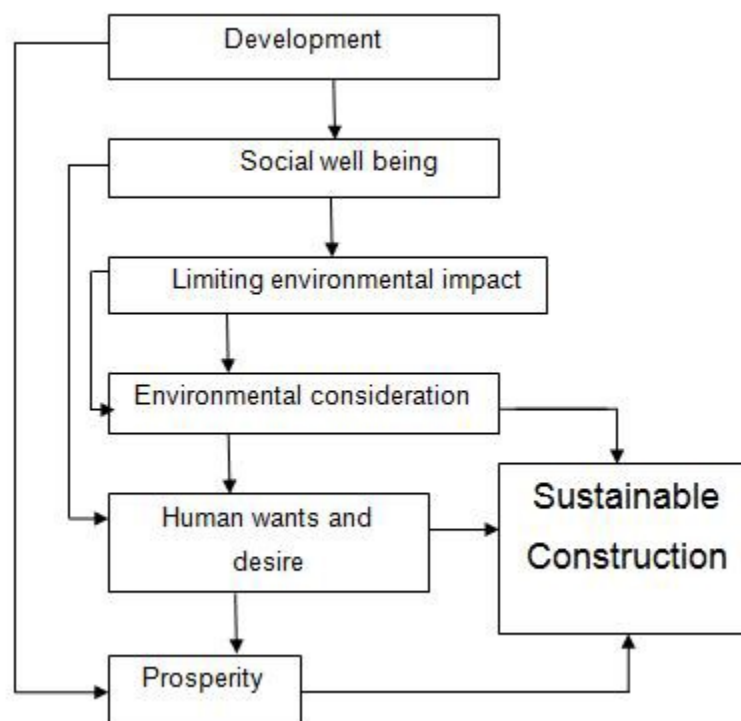 Development
Social well being
Limiting environmental impact
Environmental consideration
Human wants and
desire
Sustainable
Construction
Prosperity